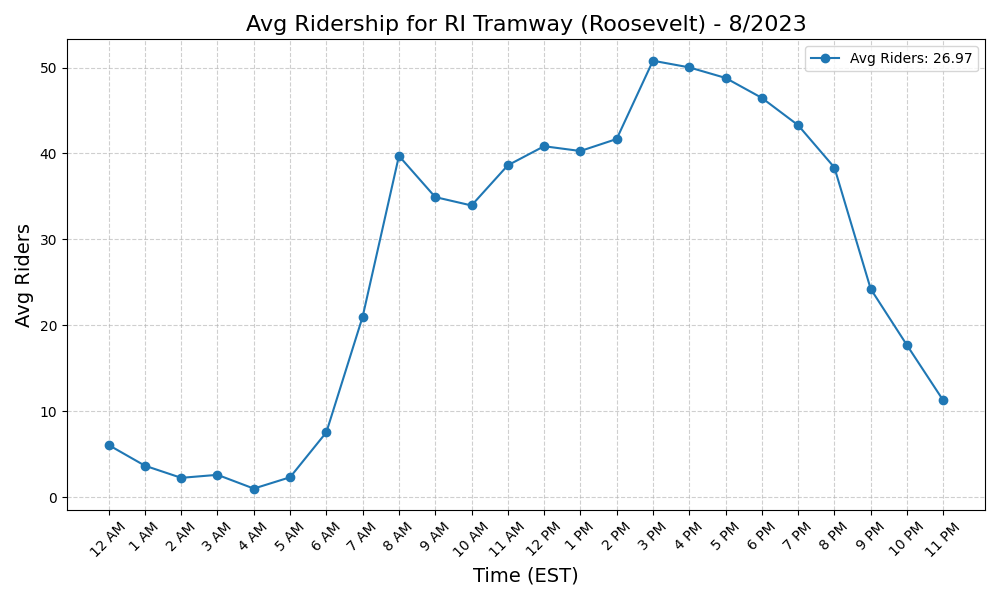 Avg Ridership for RI Tramway (Roosevelt) - 8/2023
Avg Riders: 26.97
50
40
30
20
10
0
Avg Riders
12 AM
1 AM
2 AM
3 AM
4 AM
5 AM
6 AM
7 AM
8 AM
9 AM
10 AM
11 AM
12 PM
1 PM
2 PM
3 PM
4 PM
5 PM
6 PM
7 PM
8 PM
9 PM
10 PM
11 PM
Time (EST)